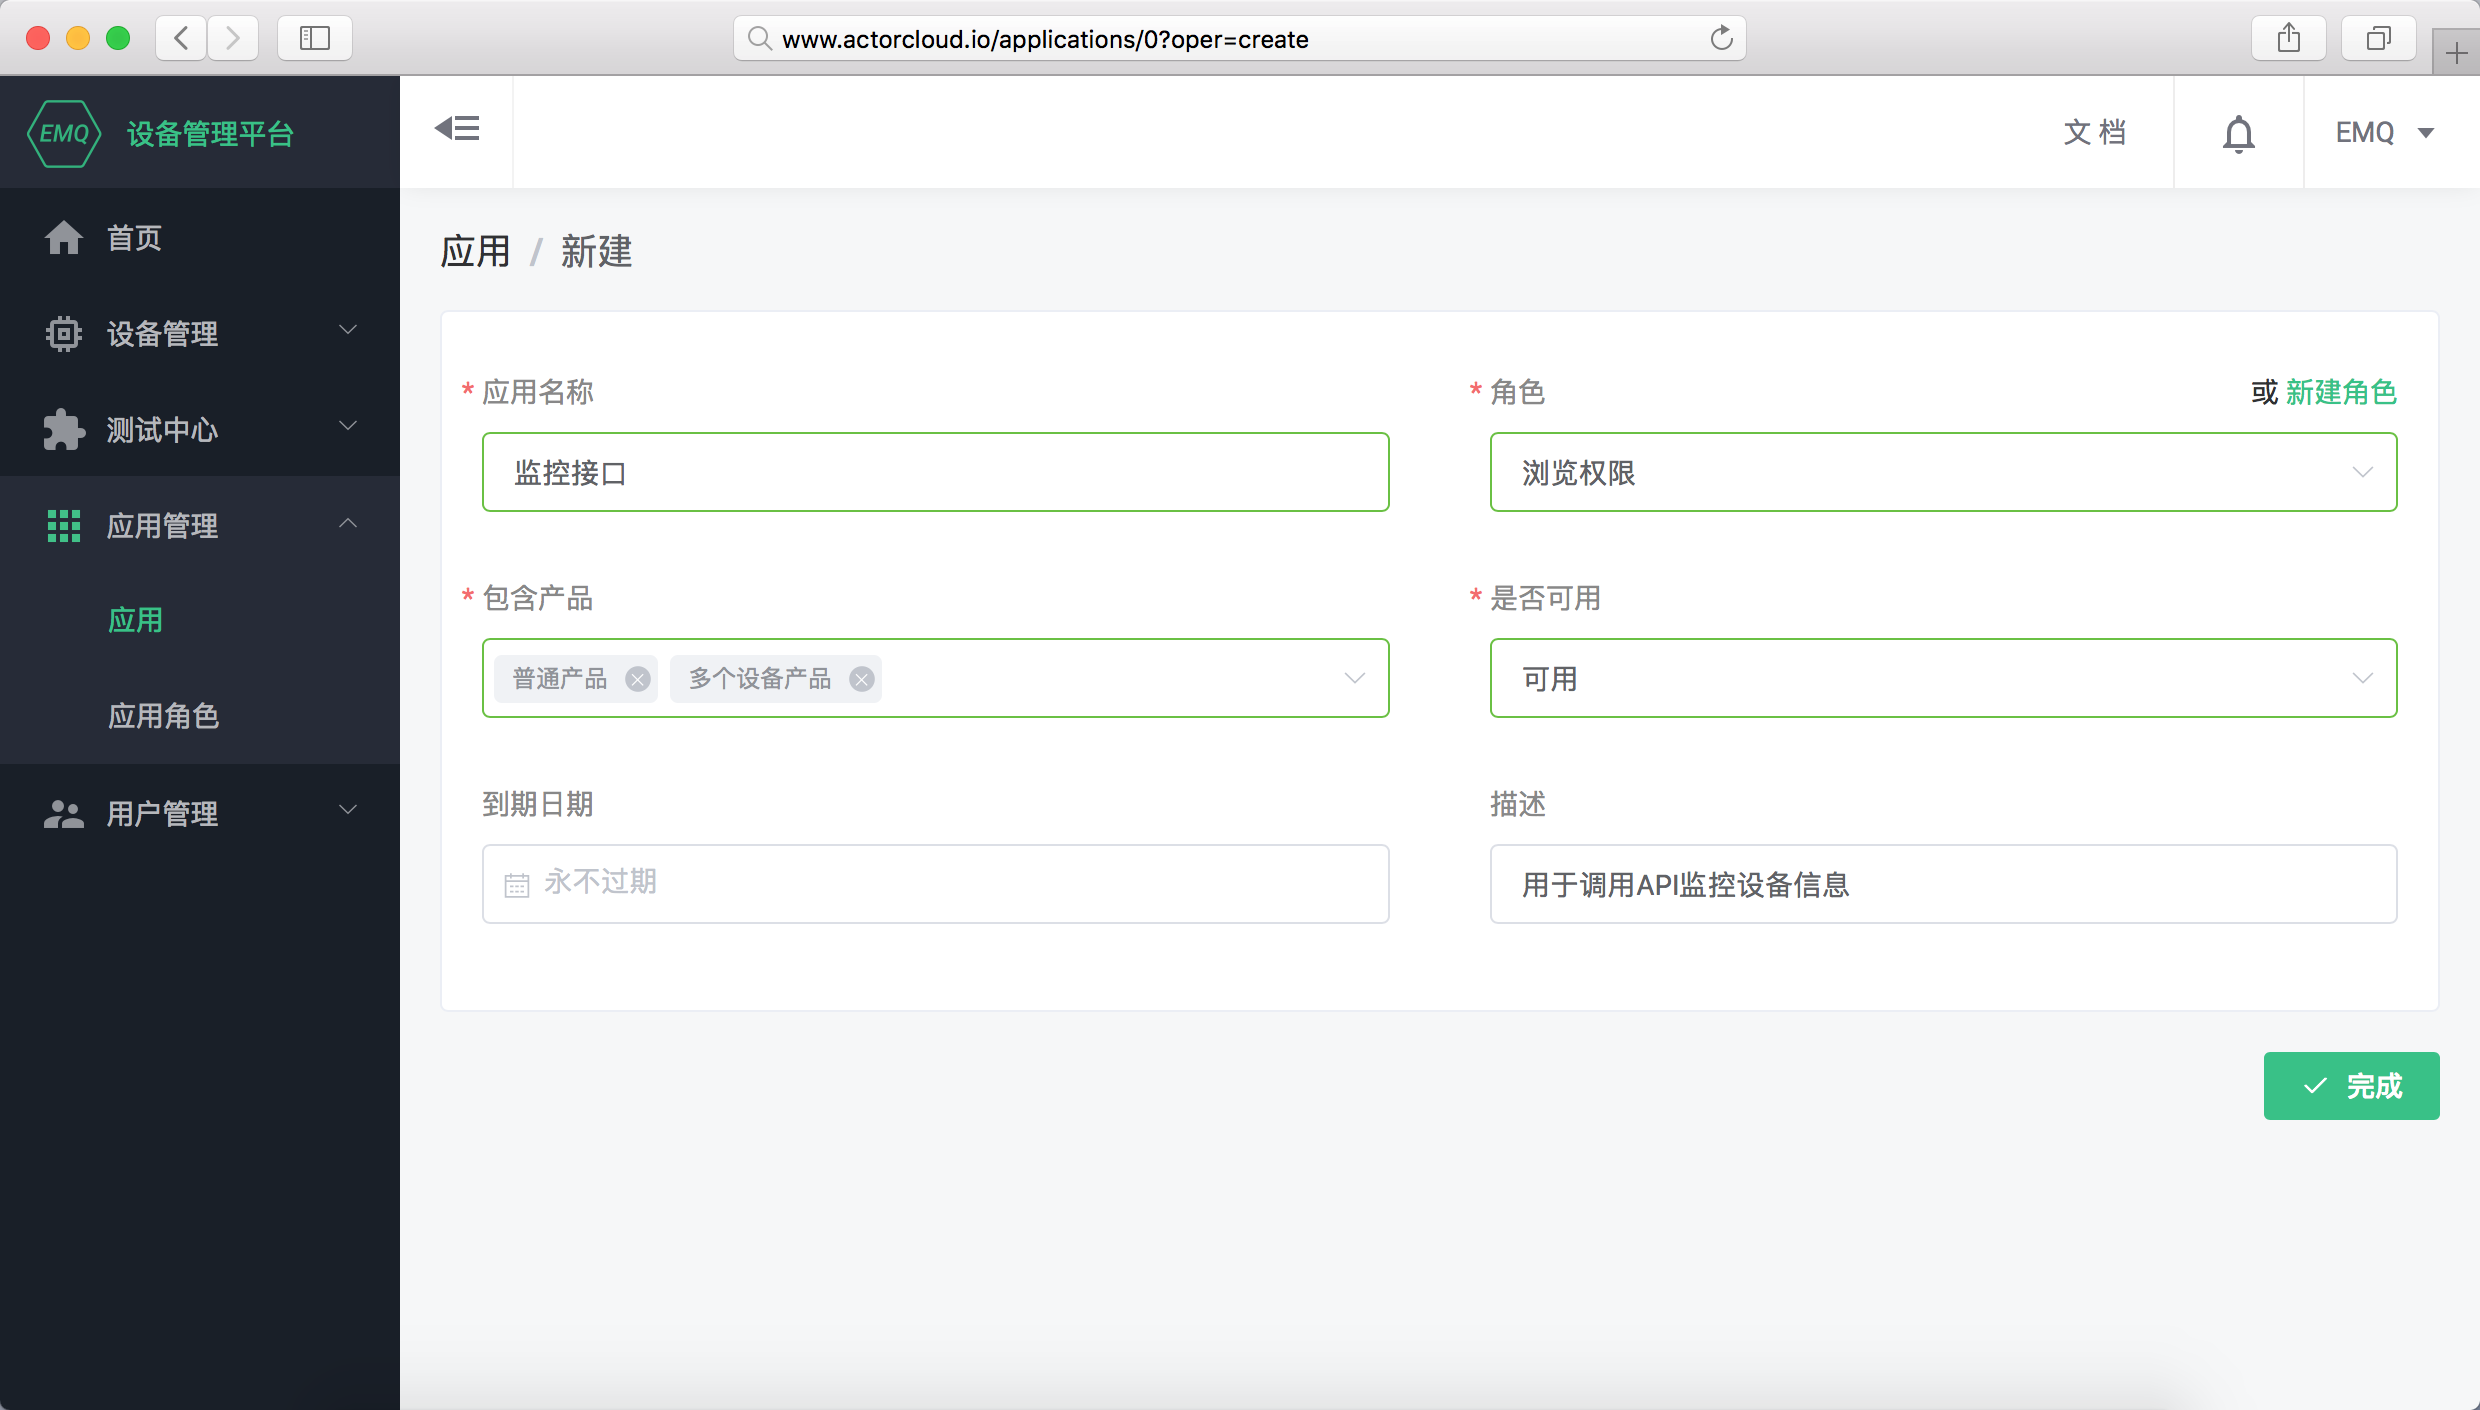 www.actorcloud.io/applications/0?oper=create
EMQ 设备管理平台
文 档
EMQ
首页
设备管理
测试中心
应用管理
应用
应用角色
用户管理
应用 / 新建
* 应用名称
监控接口
* 角色
或 新建角色
浏览权限
* 包含产品
普通产品 多个设备产品
* 是否可用
可用
到期日期
永不过期
描述
用于调用API监控设备信息
完成